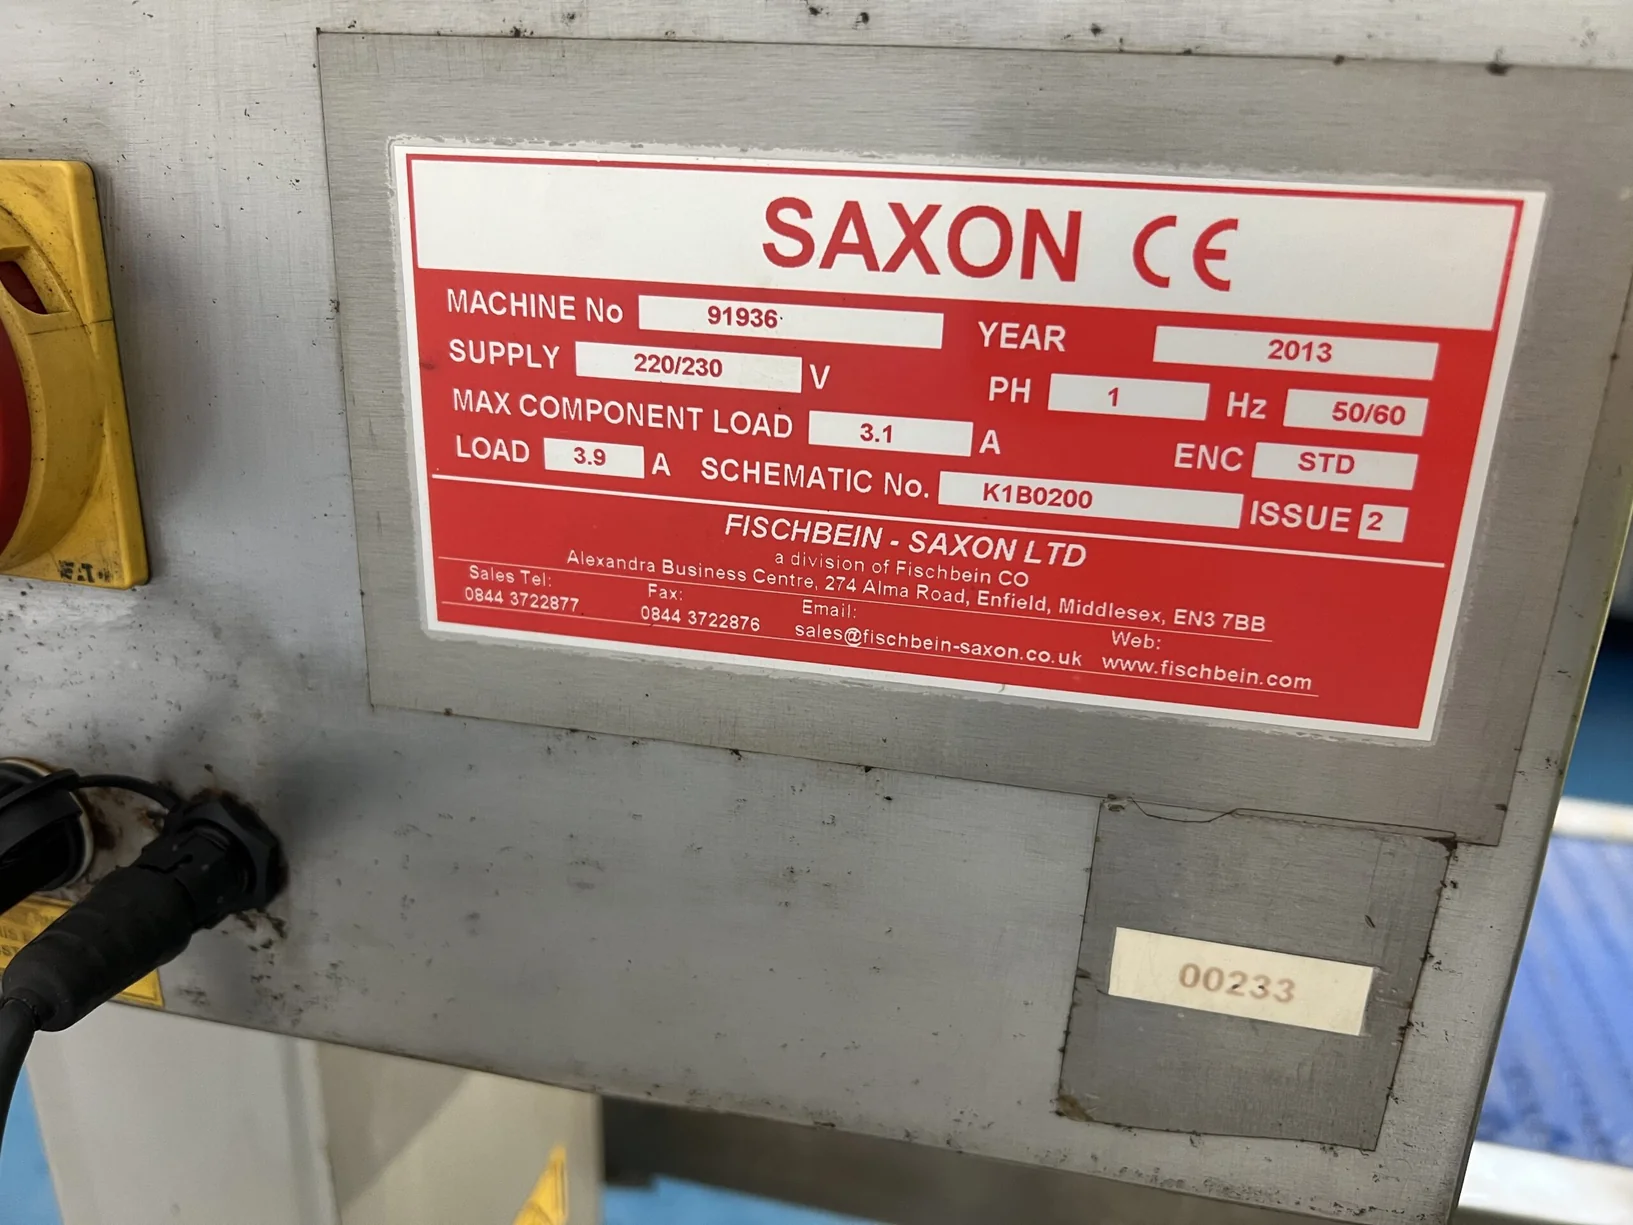 SAXON CE
MACHINE No 91936 YEAR 2013
SUPPLY 220/230 V PH 1 Hz 50/60
MAX COMPONENT LOAD 3.1 A ENC STD
LOAD 3.9 A SCHEMATIC No. K1B0200 ISSUE 2
FISCHBEIN - SAXON LTD
a division of Fischbein CO
Alexandra Business Centre, 274 Alma Road, Enfield, Middlesex, EN3 7BB
Sales Tel: Fax: Email: Web:
0844 3722877 0844 3722876 sales@fischbein-saxon.co.uk www.fischbein.com
00233